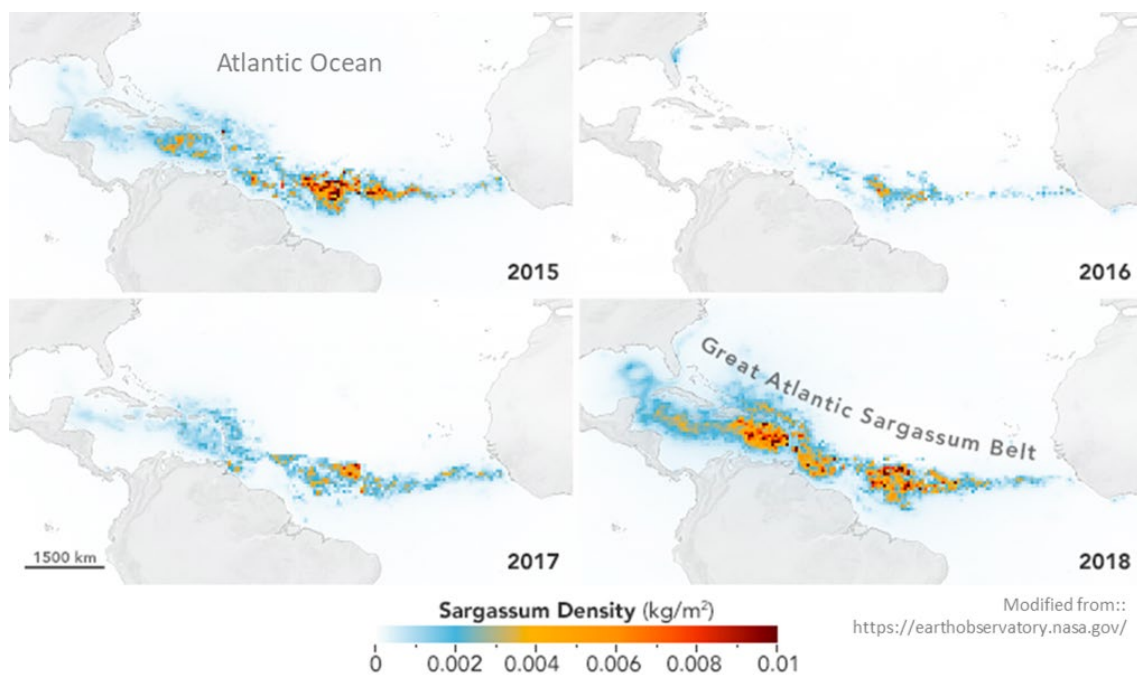 Atlantic Ocean
2015
2016
Great Atlantic Sargassum Belt
1500 km
2017
2018
Sargassum Density (kg/m²)
0 0.002 0.004 0.006 0.008 0.01
Modified from::
https://earthobservatory.nasa.gov/